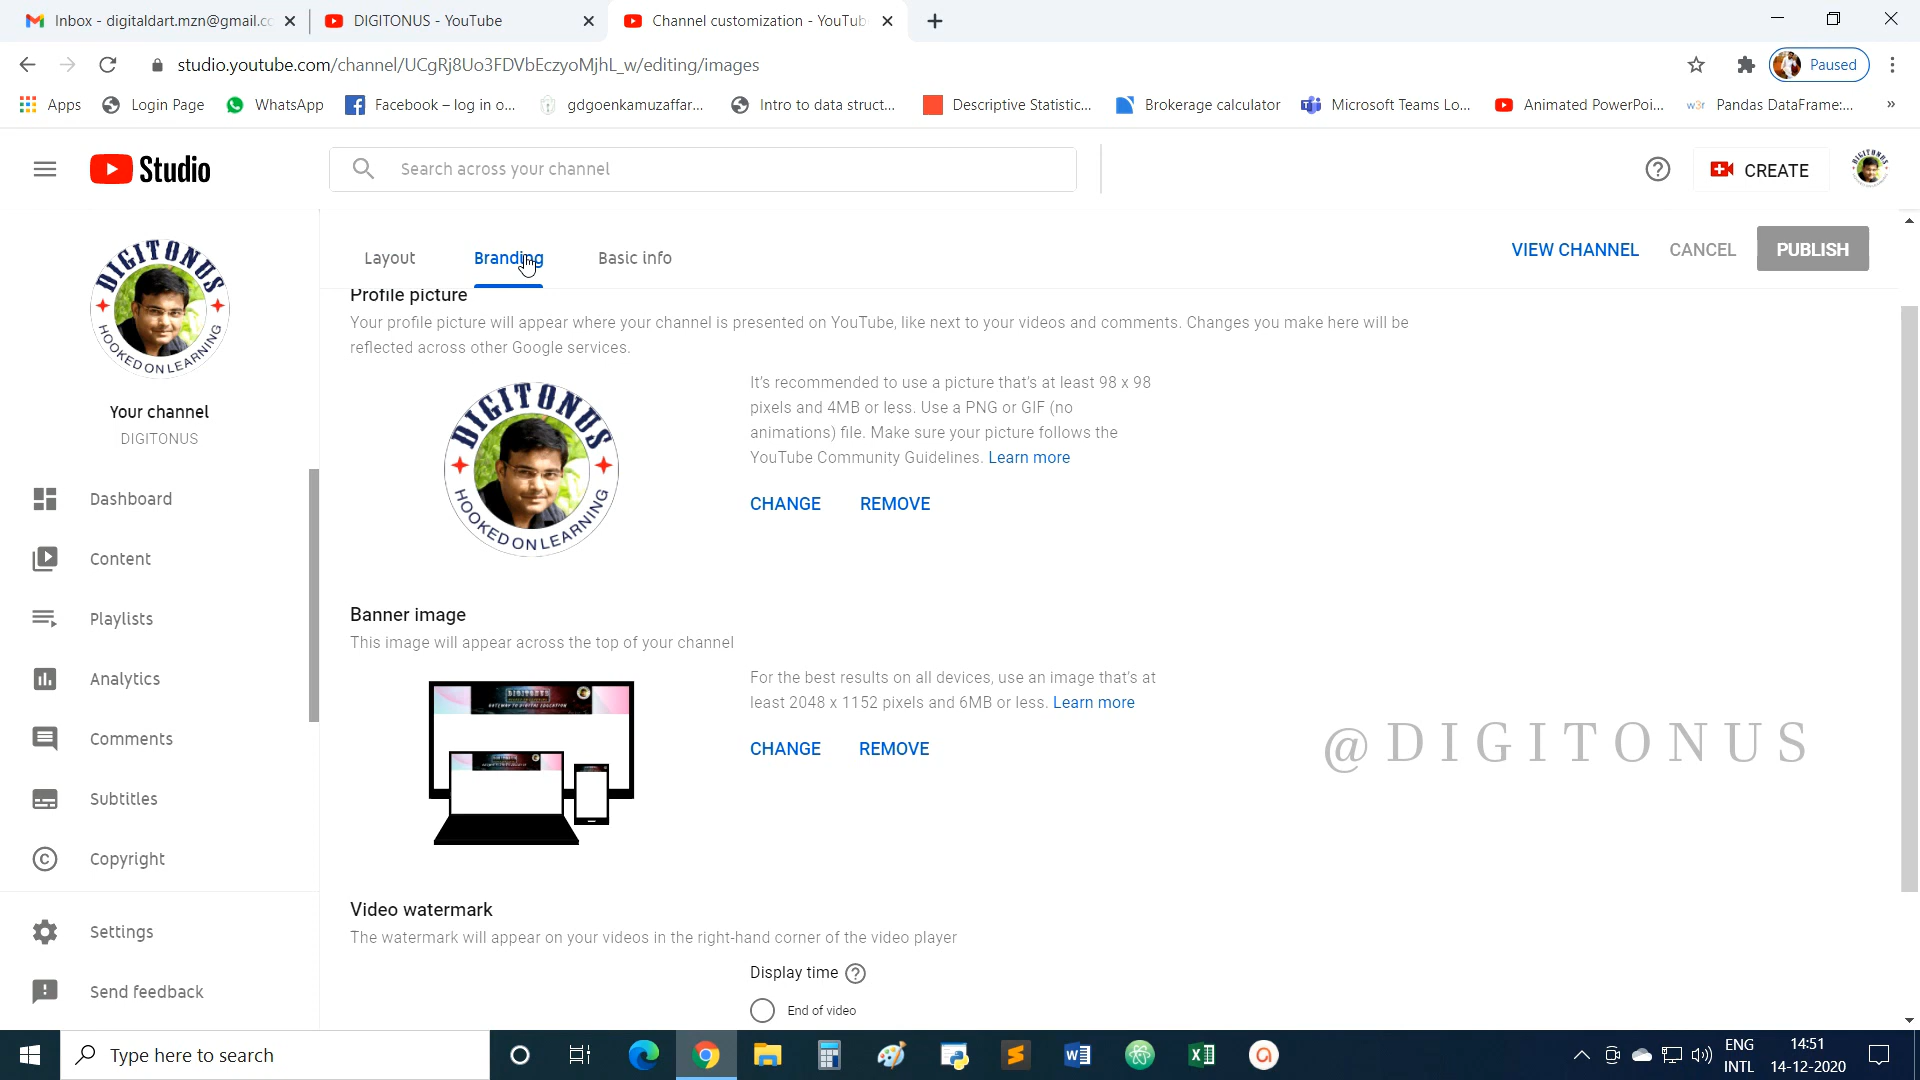 Inbox - digitaldart.mzn@gmail.cc
DIGITONUS - YouTube
Channel customization - YouTub
studio.youtube.com/channel/UCgRj8Uo3FDVbEczyoMjhL_w/editing/images
Paused
Apps
Login Page
WhatsApp
Facebook – log in o...
gdgoenkamuzaffar...
Intro to data struct...
Descriptive Statistic...
Brokerage calculator
Microsoft Teams Lo...
Animated PowerPoi...
w3r
Pandas DataFrame:...
»
Studio
Search across your channel
CREATE
DIGITONUS
HOOKED ON LEARNING
Your channel
DIGITONUS
Dashboard
Content
Playlists
Analytics
Comments
Subtitles
Copyright
Settings
Send feedback
Layout
Branding
Basic info
VIEW CHANNEL
CANCEL
PUBLISH
Profile picture
Your profile picture will appear where your channel is presented on YouTube, like next to your videos and comments. Changes you make here will be
reflected across other Google services.
DIGITONUS
HOOKED ON LEARNING
It's recommended to use a picture that's at least 98 x 98
pixels and 4MB or less. Use a PNG or GIF (no
animations) file. Make sure your picture follows the
YouTube Community Guidelines. Learn more
CHANGE
REMOVE
Banner image
This image will appear across the top of your channel
DIGITONUS
GATEWAY TO DIGITAL EDUCATION
For the best results on all devices, use an image that's at
least 2048 x 1152 pixels and 6MB or less. Learn more
CHANGE
REMOVE
@DIGITONUS
Video watermark
The watermark will appear on your videos in the right-hand corner of the video player
Display time
End of video
Type here to search
ENG
INTL
14:51
14-12-2020